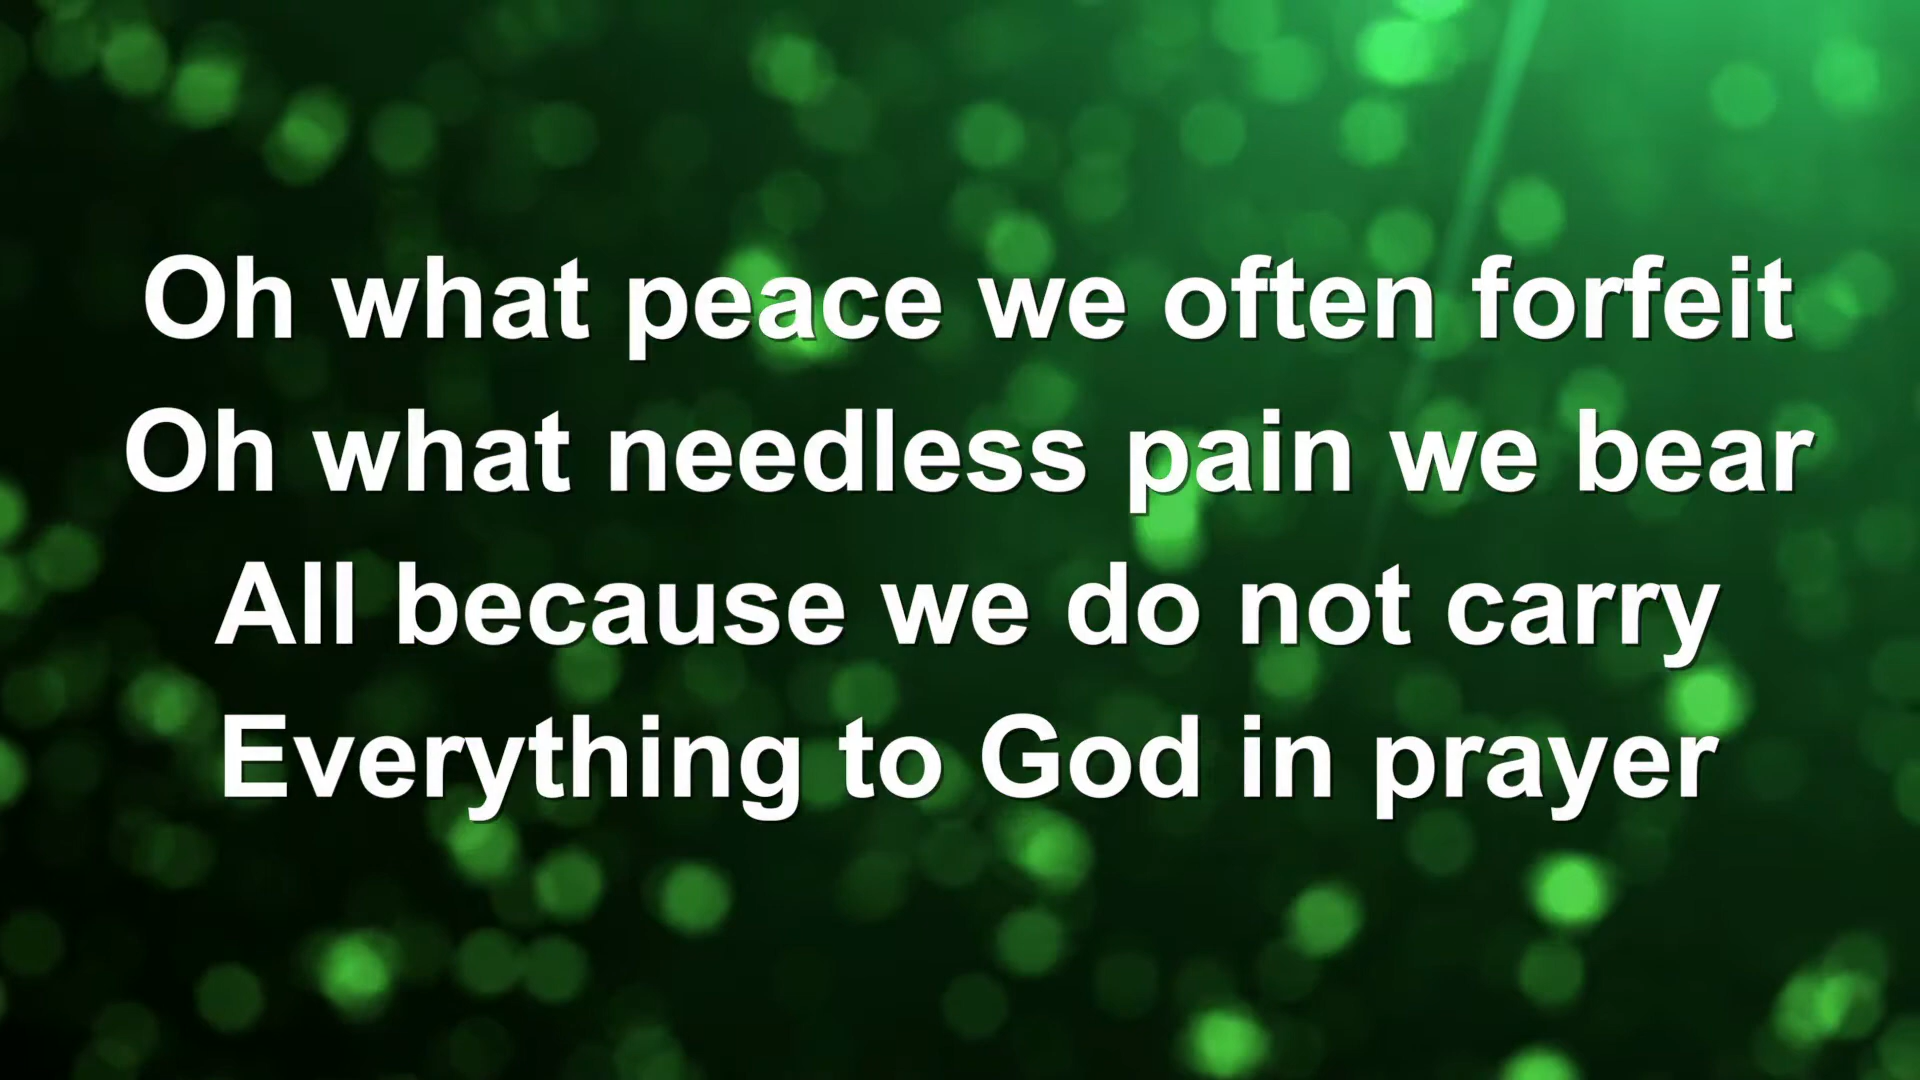 Oh what peace we often forfeit
Oh what needless pain we bear
All because we do not carry
Everything to God in prayer